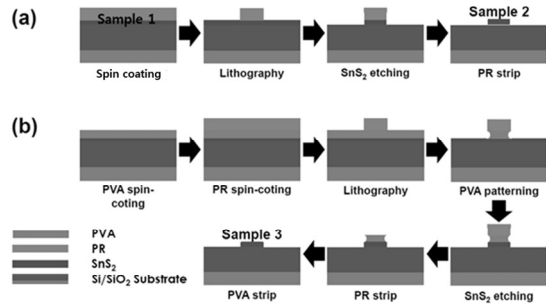 (a)
Sample 1
Sample 2
Spin coating
Lithography
SnS₂ etching
PR strip
(b)
PVA spin-
coting
PR spin-coting
Lithography
PVA patterning
PVA
PR
SnS₂
Si/SiO₂ Substrate
Sample 3
PVA strip
PR strip
SnS₂ etching